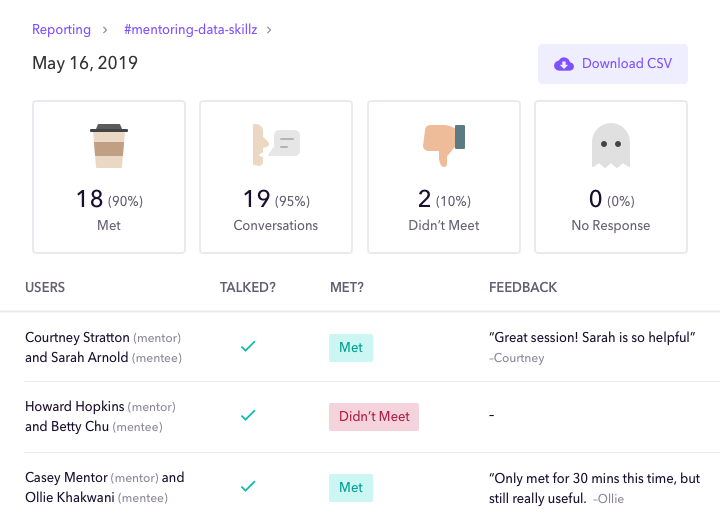 Reporting > #mentoring-data-skillz >
May 16, 2019
Download CSV
18 (90%)
Met
19 (95%)
Conversations
2 (10%)
Didn’t Meet
0 (0%)
No Response
USERS TALKED? MET? FEEDBACK
Courtney Stratton (mentor)
and Sarah Arnold (mentee)
Met
“Great session! Sarah is so helpful”
–Courtney
Howard Hopkins (mentor)
and Betty Chu (mentee)
Didn’t Meet
–
Casey Mentor (mentor) and
Ollie Khakwani (mentee)
Met
“Only met for 30 mins this time, but
still really useful. –Ollie